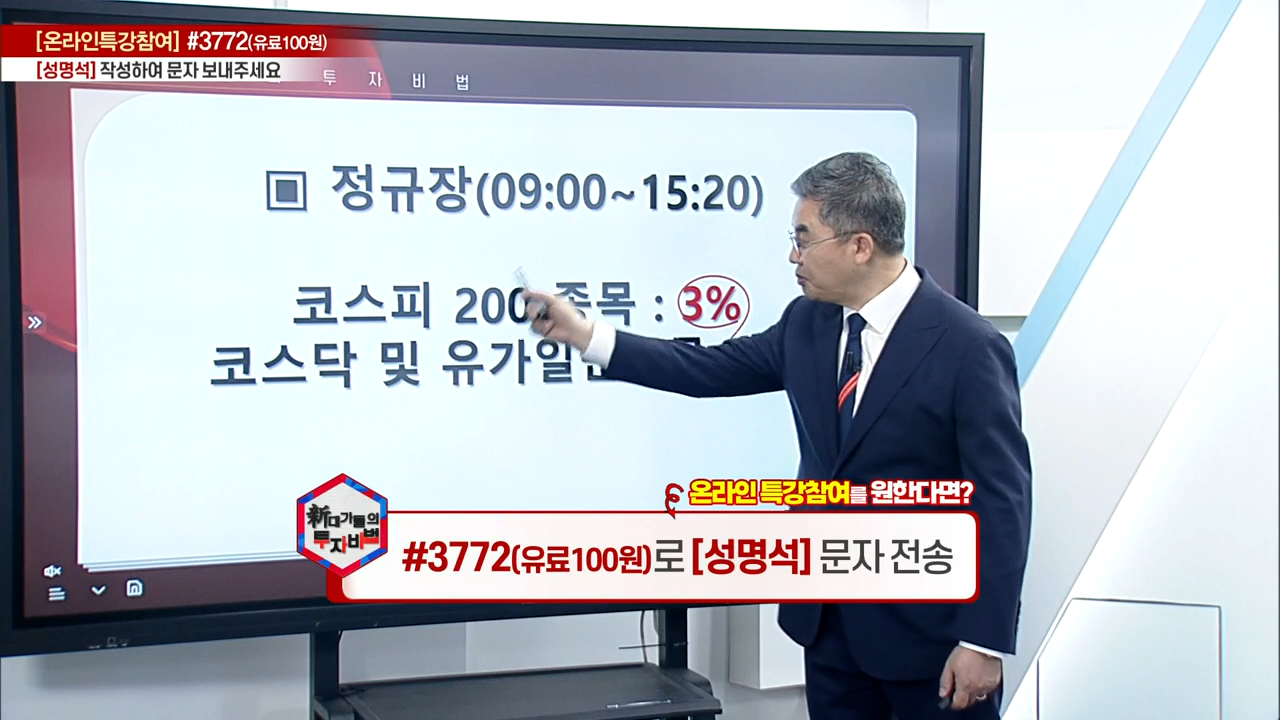 [온라인특강참여] #3772(유료100원)
[성명석] 작성하여 문자 보내주세요
투 자 비 법
▣ 정규장(09:00~15:20)
코스피 200 종목 : 3%
코스닥 및 유가일반
온라인 특강참여를 원한다면?
新대가들의
투자비법
#3772(유료100원)로 [성명석] 문자 전송